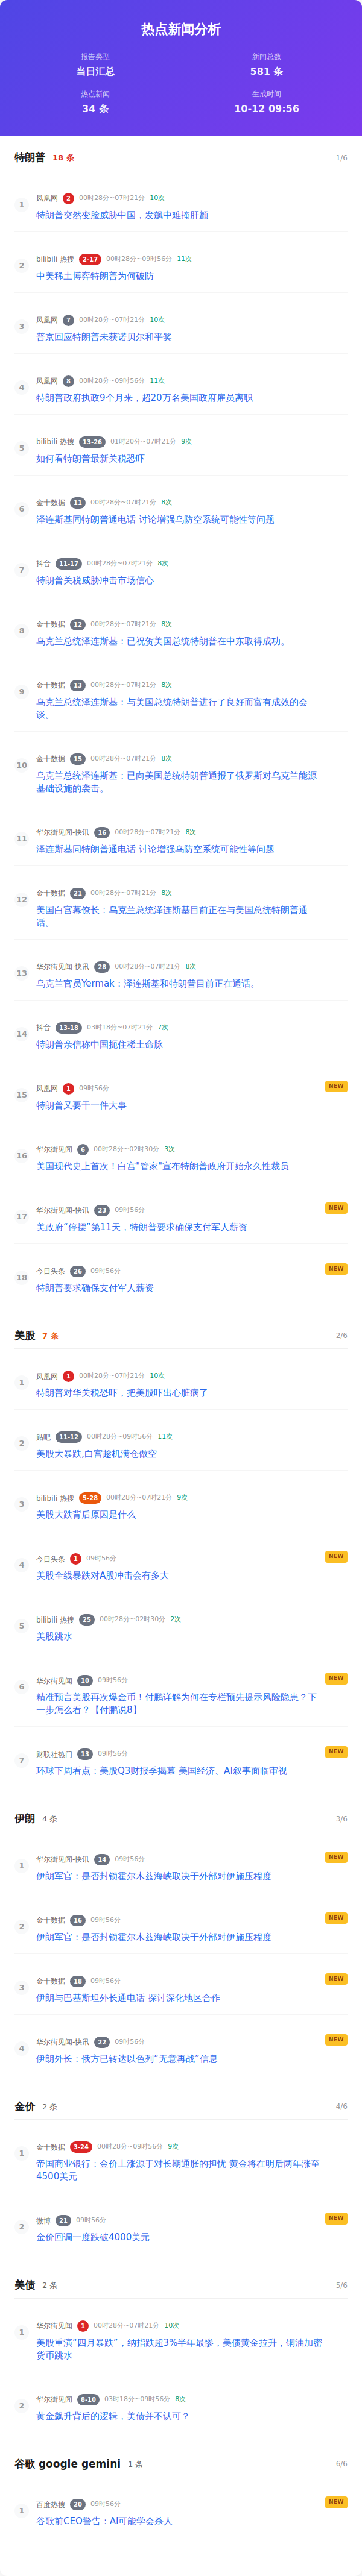 热点新闻分析
报告类型
当日汇总
新闻总数
581 条
热点新闻
34 条
生成时间
10-12 09:56
特朗普 18 条 1/6
1
凤凰网 2 00时28分~07时21分 10次
特朗普突然变脸威胁中国，发飙中难掩肝颤
2
bilibili 热搜 2-17 00时28分~09时56分 11次
中美稀土博弈特朗普为何破防
3
凤凰网 7 00时28分~07时21分 10次
普京回应特朗普未获诺贝尔和平奖
4
凤凰网 8 00时28分~09时56分 11次
特朗普政府执政9个月来，超20万名美国政府雇员离职
5
bilibili 热搜 13-26 01时20分~07时21分 9次
如何看特朗普最新关税恐吓
6
金十数据 11 00时28分~07时21分 8次
泽连斯基同特朗普通电话 讨论增强乌防空系统可能性等问题
7
抖音 11-17 00时28分~07时21分 8次
特朗普关税威胁冲击市场信心
8
金十数据 12 00时28分~07时21分 8次
乌克兰总统泽连斯基：已祝贺美国总统特朗普在中东取得成功。
9
金十数据 13 00时28分~07时21分 8次
乌克兰总统泽连斯基：与美国总统特朗普进行了良好而富有成效的会
谈。
10
金十数据 15 00时28分~07时21分 8次
乌克兰总统泽连斯基：已向美国总统特朗普通报了俄罗斯对乌克兰能源
基础设施的袭击。
11
华尔街见闻-快讯 16 00时28分~07时21分 8次
泽连斯基同特朗普通电话 讨论增强乌防空系统可能性等问题
12
金十数据 21 00时28分~07时21分 8次
美国白宫幕僚长：乌克兰总统泽连斯基目前正在与美国总统特朗普通
话。
13
华尔街见闻-快讯 28 00时28分~07时21分 8次
乌克兰官员Yermak：泽连斯基和特朗普目前正在通话。
14
抖音 13-18 03时18分~07时21分 7次
特朗普亲信称中国扼住稀土命脉
15
凤凰网 1 09时56分 NEW
特朗普又要干一件大事
16
华尔街见闻 6 00时28分~02时30分 3次
美国现代史上首次！白宫"管家"宣布特朗普政府开始永久性裁员
17
华尔街见闻-快讯 23 09时56分 NEW
美政府“停摆”第11天，特朗普要求确保支付军人薪资
18
今日头条 26 09时56分 NEW
特朗普要求确保支付军人薪资
美股 7 条 2/6
1
凤凰网 1 00时28分~07时21分 10次
特朗普对华关税恐吓，把美股吓出心脏病了
2
贴吧 11-12 00时28分~09时56分 11次
美股大暴跌,白宫趁机满仓做空
3
bilibili 热搜 5-28 00时28分~07时21分 9次
美股大跌背后原因是什么
4
今日头条 1 09时56分 NEW
美股全线暴跌对A股冲击会有多大
5
bilibili 热搜 25 00时28分~02时30分 2次
美股跳水
6
华尔街见闻 10 09时56分 NEW
精准预言美股再次爆金币！付鹏详解为何在专栏预先提示风险隐患？下
一步怎么看？【付鹏说8】
7
财联社热门 13 09时56分 NEW
环球下周看点：美股Q3财报季揭幕 美国经济、AI叙事面临审视
伊朗 4 条 3/6
1
华尔街见闻-快讯 14 09时56分 NEW
伊朗军官：是否封锁霍尔木兹海峡取决于外部对伊施压程度
2
金十数据 16 09时56分 NEW
伊朗军官：是否封锁霍尔木兹海峡取决于外部对伊施压程度
3
金十数据 18 09时56分 NEW
伊朗与巴基斯坦外长通电话 探讨深化地区合作
4
华尔街见闻-快讯 22 09时56分 NEW
伊朗外长：俄方已转达以色列“无意再战”信息
金价 2 条 4/6
1
金十数据 3-24 00时28分~09时56分 9次
帝国商业银行：金价上涨源于对长期通胀的担忧 黄金将在明后两年涨至
4500美元
2
微博 21 09时56分 NEW
金价回调一度跌破4000美元
美债 2 条 5/6
1
华尔街见闻 1 00时28分~07时21分 10次
美股重演“四月暴跌”，纳指跌超3%半年最惨，美债黄金拉升，铜油加密
货币跳水
2
华尔街见闻 8-10 03时18分~09时56分 8次
黄金飙升背后的逻辑，美债并不认可？
谷歌 google gemini 1 条 6/6
1
百度热搜 20 09时56分 NEW
谷歌前CEO警告：AI可能学会杀人